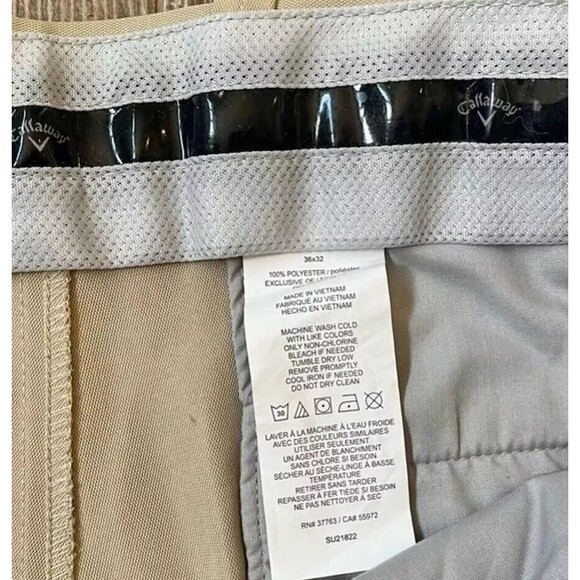 Callaway
Callaway
36x32
100% POLYESTER / poliéster
EXCLUSIVE OF
MADE IN VIETNAM
FABRIQUÉ AU VIETNAM
HECHO EN VIETNAM
MACHINE WASH COLD
WITH LIKE COLORS
ONLY NON-CHLORINE
BLEACH IF NEEDED
TUMBLE DRY LOW
REMOVE PROMPTLY
COOL IRON IF NEEDED
DO NOT DRY CLEAN
30
LAVER À LA MACHINE À L'EAU FROIDE
AVEC DES COULEURS SIMILAIRES
UTILISER SEULEMENT
UN AGENT DE BLANCHIMENT
SANS CHLORE SI BESOIN
SÉCHER AU SÈCHE-LINGE À BASSE
TEMPÉRATURE
RETIRER SANS TARDER
REPASSER À FER TIÈDE SI BESOIN
NE PAS NETTOYER À SEC
RN# 37763 / CA# 55972
SU21822